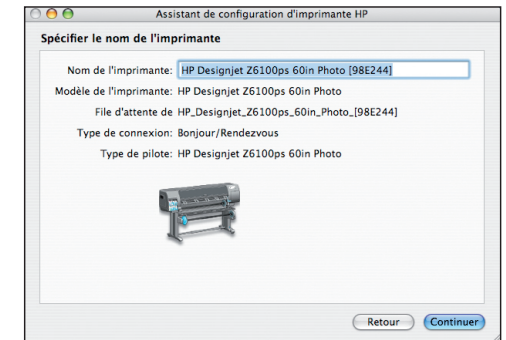 Assistant de configuration d'imprimante HP
Spécifier le nom de l'imprimante
Nom de l'imprimante: HP Designjet Z6100ps 60in Photo [98E244]
Modèle de l'imprimante: HP Designjet Z6100ps 60in Photo
File d'attente de HP_Designjet_Z6100ps_60in_Photo_[98E244]
Type de connexion: Bonjour/Rendezvous
Type de pilote: HP Designjet Z6100ps 60in Photo
Retour Continuer